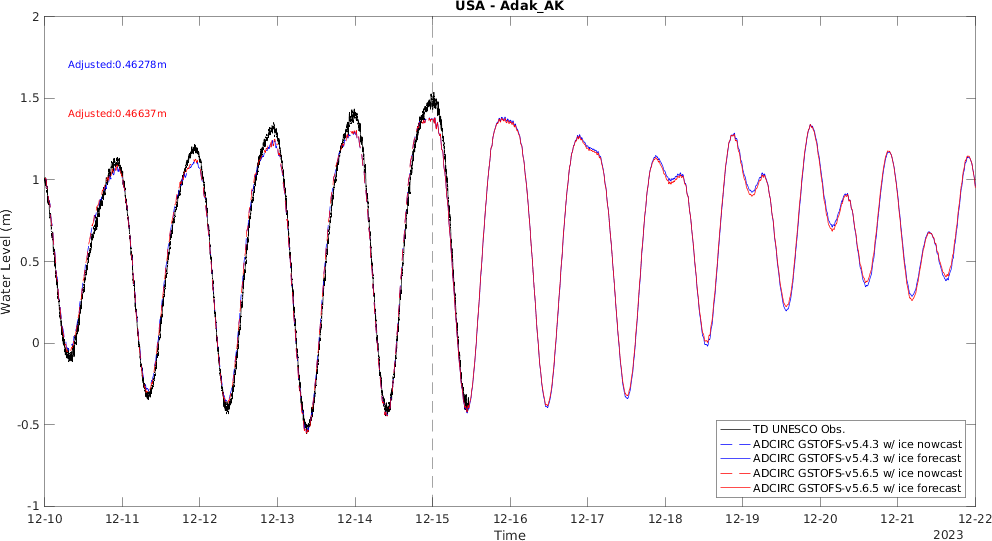 USA - Adak_AK
2
1.5
1
0.5
0
-0.5
-1
Water Level (m)
Adjusted:0.46278m
Adjusted:0.46637m
TD UNESCO Obs.
ADCIRC GSTOFS-v5.4.3 w/ ice nowcast
ADCIRC GSTOFS-v5.4.3 w/ ice forecast
ADCIRC GSTOFS-v5.6.5 w/ ice nowcast
ADCIRC GSTOFS-v5.6.5 w/ ice forecast
12-10 12-11 12-12 12-13 12-14 12-15 12-16 12-17 12-18 12-19 12-20 12-21 12-22
Time
2023